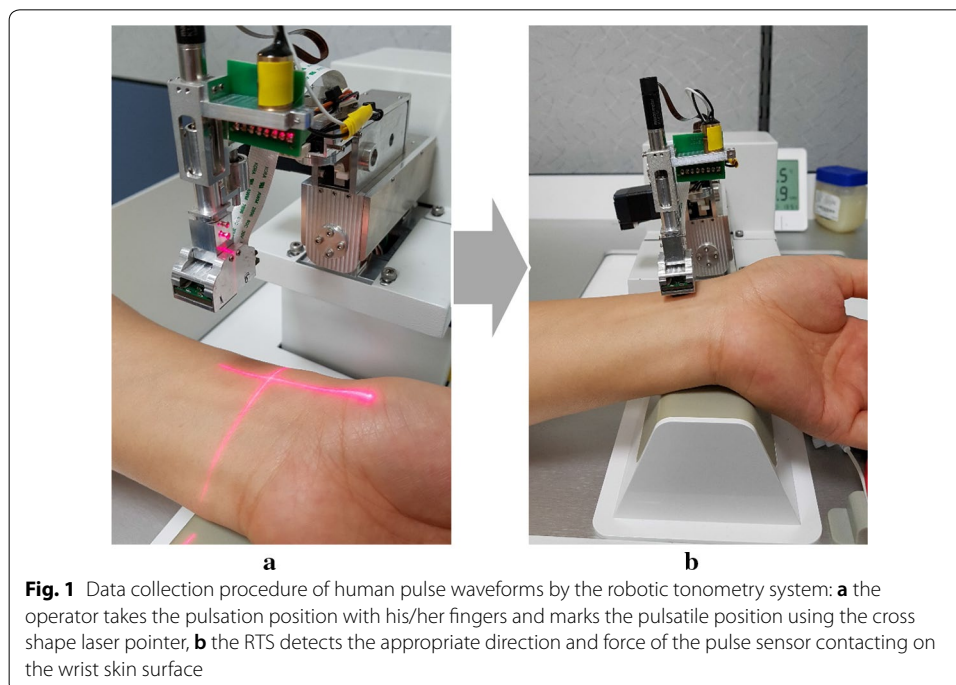 a
b
Fig. 1 Data collection procedure of human pulse waveforms by the robotic tonometry system: a the
operator takes the pulsation position with his/her fingers and marks the pulsatile position using the cross
shape laser pointer, b the RTS detects the appropriate direction and force of the pulse sensor contacting on
the wrist skin surface